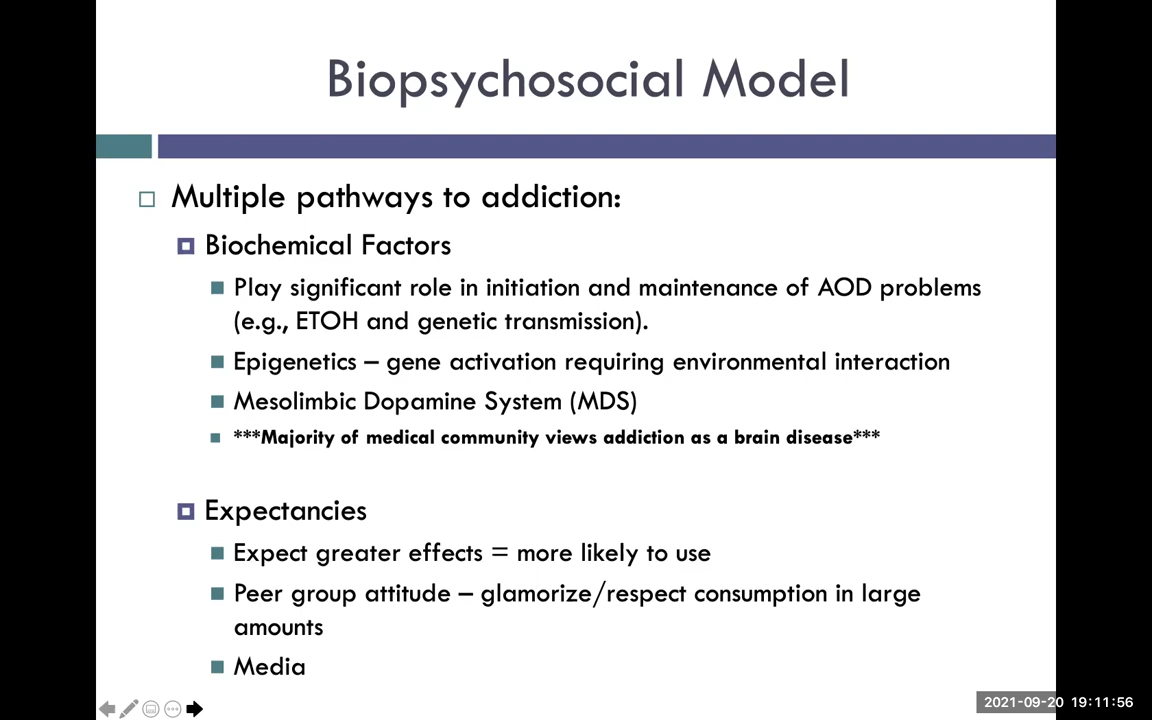 Biopsychosocial Model
Multiple pathways to addiction:
Biochemical Factors
Play significant role in initiation and maintenance of AOD problems
(e.g., ETOH and genetic transmission).
Epigenetics – gene activation requiring environmental interaction
Mesolimbic Dopamine System (MDS)
***Majority of medical community views addiction as a brain disease***
Expectancies
Expect greater effects = more likely to use
Peer group attitude – glamorize/respect consumption in large
amounts
Media
2021-09-20 19:11:56